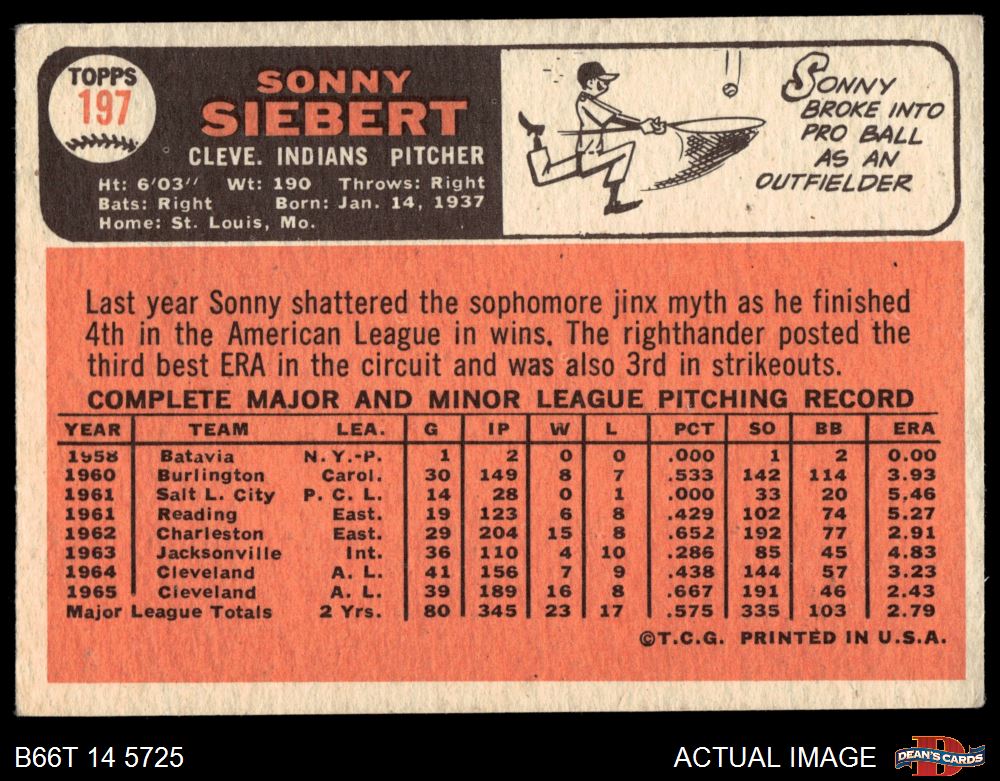 TOPPS
197
SONNY
SIEBERT
CLEVE. INDIANS PITCHER
Ht: 6'03" Wt: 190 Throws: Right
Bats: Right Born: Jan. 14, 1937
Home: St. Louis, Mo.
SONNY
BROKE INTO
PRO BALL
AS AN
OUTFIELDER
Last year Sonny shattered the sophomore jinx myth as he finished
4th in the American League in wins. The righthander posted the
third best ERA in the circuit and was also 3rd in strikeouts.
COMPLETE MAJOR AND MINOR LEAGUE PITCHING RECORD
YEAR TEAM LEA. G IP W L PCT SO BB ERA
1958 Batavia N.Y.-P. 1 2 0 0 .000 1 2 0.00
1960 Burlington Carol. 30 149 8 7 .533 142 114 3.93
1961 Salt L. City P. C. L. 14 28 0 1 .000 33 20 5.46
1961 Reading East. 19 123 6 8 .429 102 74 5.27
1962 Charleston East. 29 204 15 8 .652 192 77 2.91
1963 Jacksonville Int. 36 110 4 10 .286 85 45 4.83
1964 Cleveland A. L. 41 156 7 9 .438 144 57 3.23
1965 Cleveland A. L. 39 189 16 8 .667 191 46 2.43
Major League Totals 2 Yrs. 80 345 23 17 .575 335 103 2.79
©T.C.G. PRINTED IN U.S.A.
B66T 14 5725
ACTUAL IMAGE
D
DEAN'S CARDS